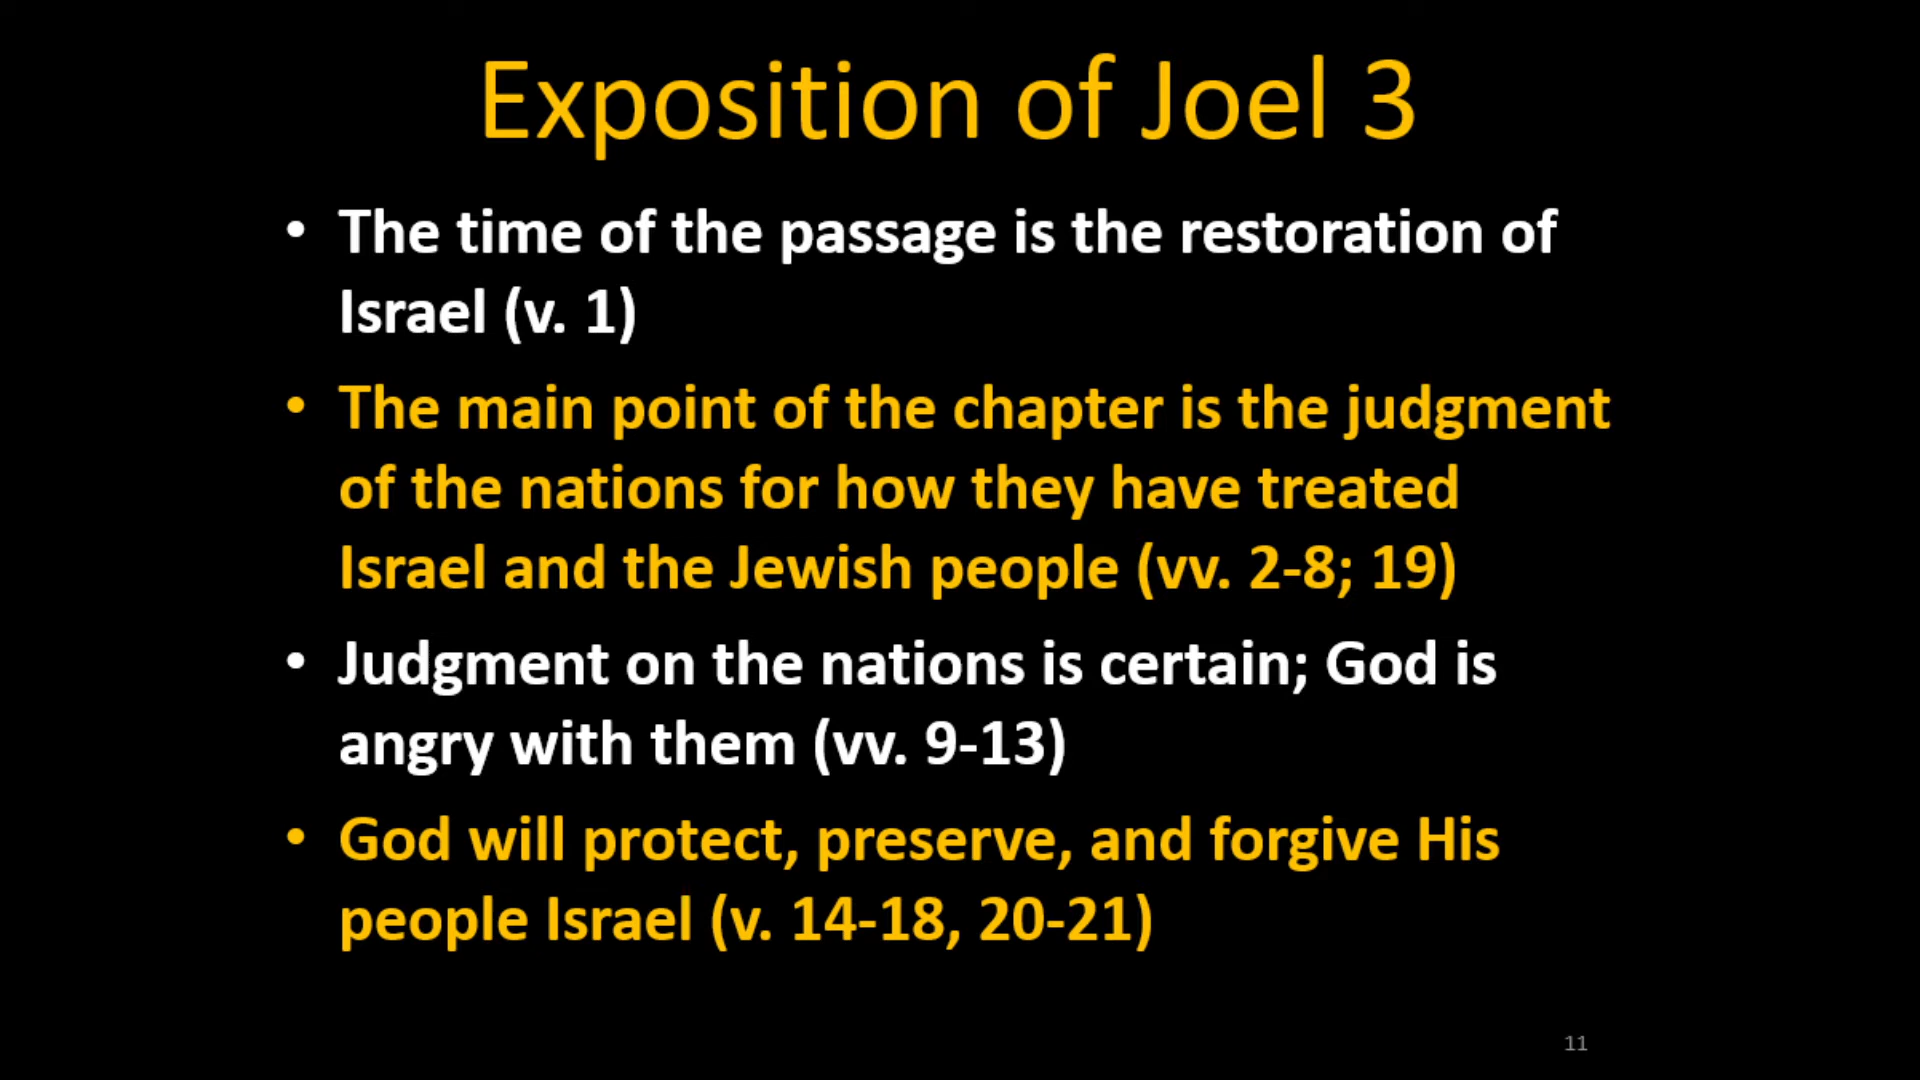 Exposition of Joel 3
• The time of the passage is the restoration of
Israel (v. 1)
• The main point of the chapter is the judgment
of the nations for how they have treated
Israel and the Jewish people (vv. 2-8; 19)
• Judgment on the nations is certain; God is
angry with them (vv. 9-13)
• God will protect, preserve, and forgive His
people Israel (v. 14-18, 20-21)
11